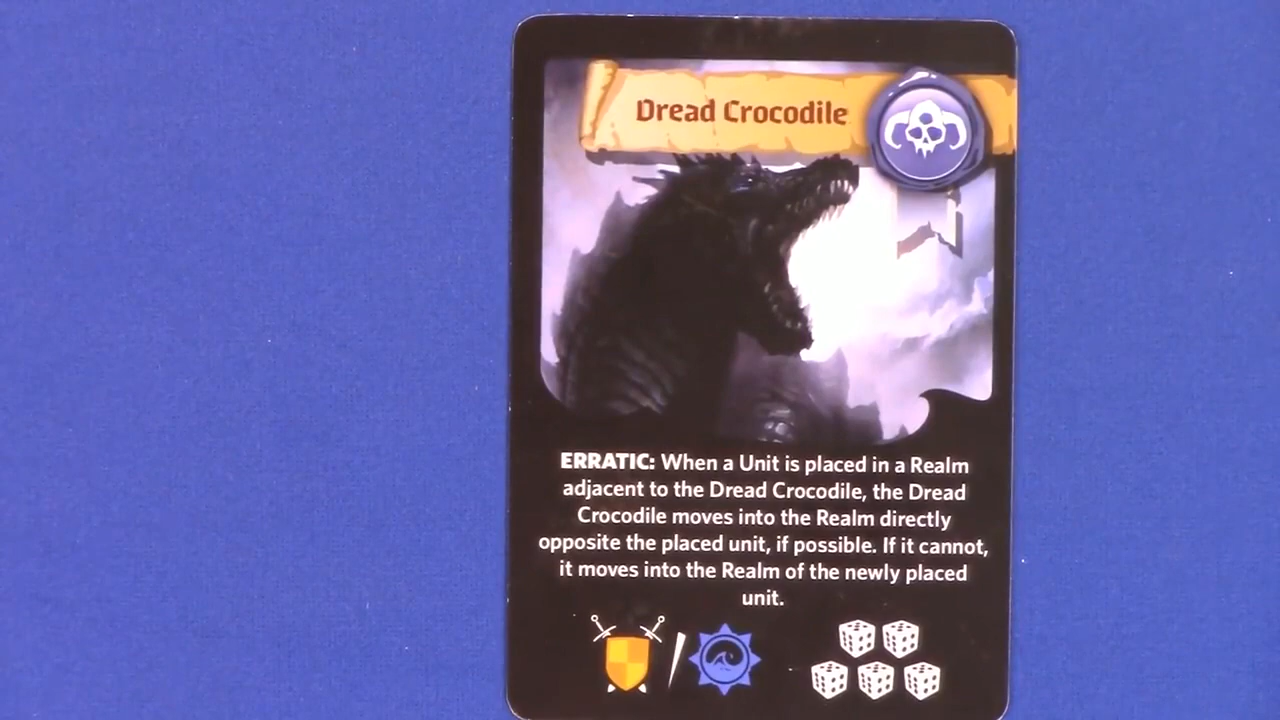 Dread Crocodile
ERRATIC: When a Unit is placed in a Realm
adjacent to the Dread Crocodile, the Dread
Crocodile moves into the Realm directly
opposite the placed unit, if possible. If it cannot,
it moves into the Realm of the newly placed
unit.